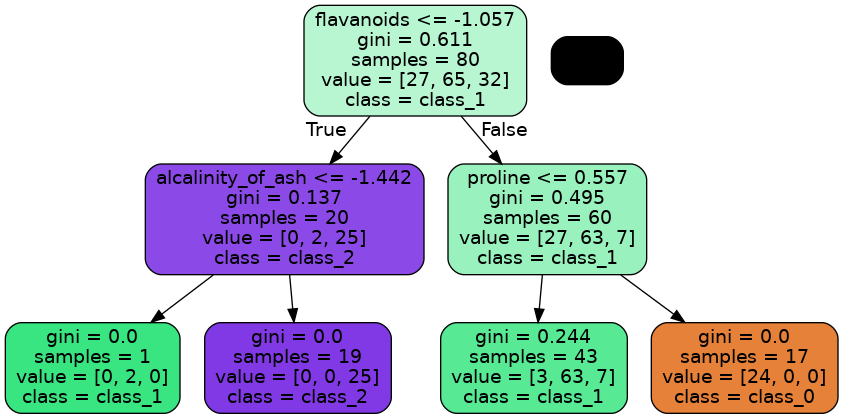 flavanoids <= -1.057
gini = 0.611
samples = 80
value = [27, 65, 32]
class = class_1
True
False
alcalinity_of_ash <= -1.442
gini = 0.137
samples = 20
value = [0, 2, 25]
class = class_2
proline <= 0.557
gini = 0.495
samples = 60
value = [27, 63, 7]
class = class_1
gini = 0.0
samples = 1
value = [0, 2, 0]
class = class_1
gini = 0.0
samples = 19
value = [0, 0, 25]
class = class_2
gini = 0.244
samples = 43
value = [3, 63, 7]
class = class_1
gini = 0.0
samples = 17
value = [24, 0, 0]
class = class_0